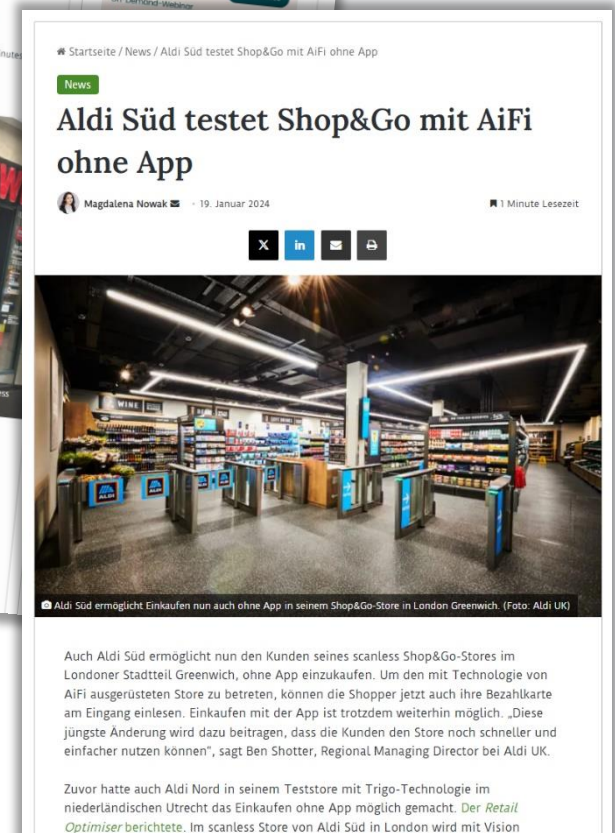 On-Demand-Webinar
Startseite / News / Aldi Süd testet Shop&Go mit AiFi ohne App
News
Aldi Süd testet Shop&Go mit AiFi
ohne App
Magdalena Nowak - 19. Januar 2024
1 Minute Lesezeit
X in
WINE
ALDI ALDI
Aldi Süd ermöglicht Einkaufen nun auch ohne App in seinem Shop&Go-Store in London Greenwich. (Foto: Aldi UK)
Auch Aldi Süd ermöglicht nun den Kunden seines scanless Shop&Go-Stores im
Londoner Stadtteil Greenwich, ohne App einzukaufen. Um den mit Technologie von
AiFi ausgerüsteten Store zu betreten, können die Shopper jetzt auch ihre Bezahlkarte
am Eingang einlesen. Einkaufen mit der App ist trotzdem weiterhin möglich. „Diese
jüngste Änderung wird dazu beitragen, dass die Kunden den Store noch schneller und
einfacher nutzen können", sagt Ben Shotter, Regional Managing Director bei Aldi UK.
Zuvor hatte auch Aldi Nord in seinem Teststore mit Trigo-Technologie im
niederländischen Utrecht das Einkaufen ohne App möglich gemacht. Der Retail
Optimiser berichtete. Im scanless Store von Aldi Süd in London wird mit Vision